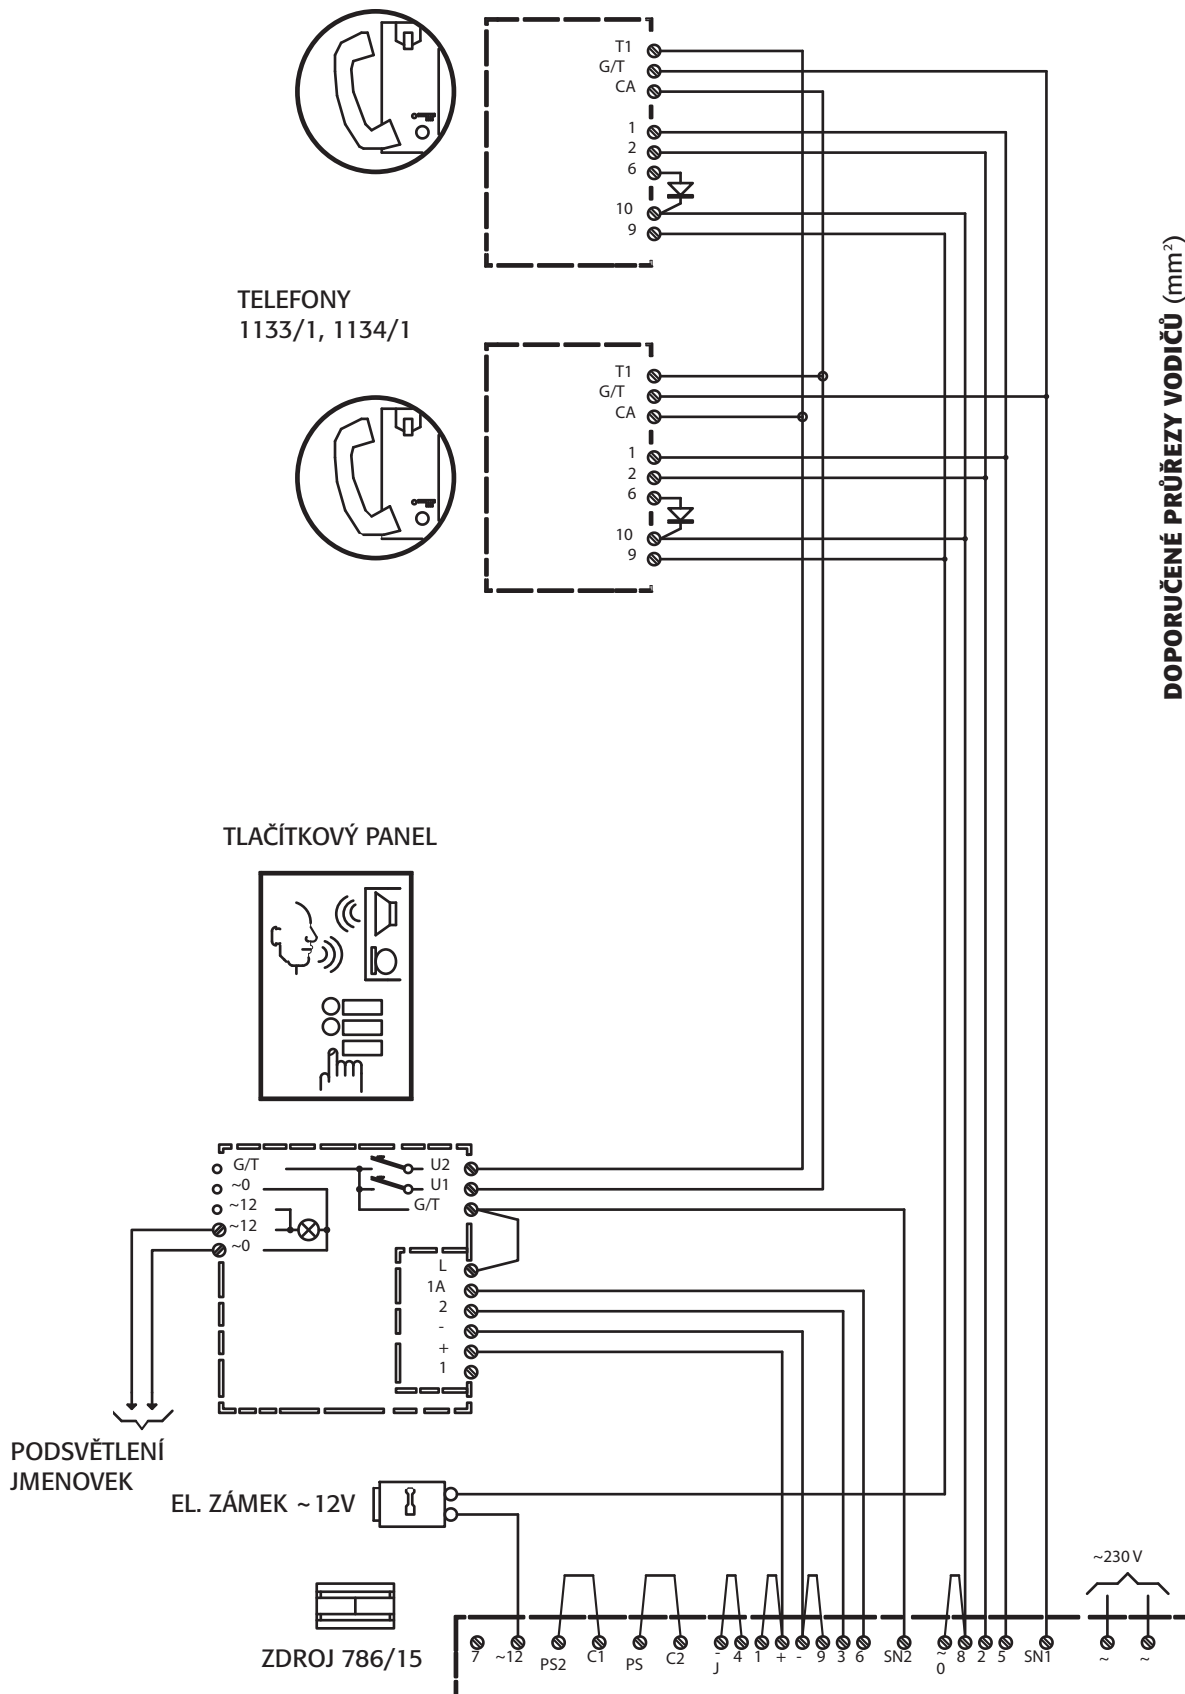 T1
G/T
CA
1
2
6
10
9
TELEFONY
1133/1, 1134/1
T1
G/T
CA
1
2
6
10
9
DOPORUČENÉ PRŮŘEZY VODIČŮ (mm²)
TLAČÍTKOVÝ PANEL
G/T
~0
~12
~12
~0
U2
U1
G/T
L
1A
2
-
+
1
PODSVĚTLENÍ
JMENOVEK
EL. ZÁMEK ~12V
~230 V
ZDROJ 786/15
7 ~12 PS2 C1 PS C2 -J 4 1 + - 9 3 6 SN2 ~0 8 2 5 SN1 ~ ~